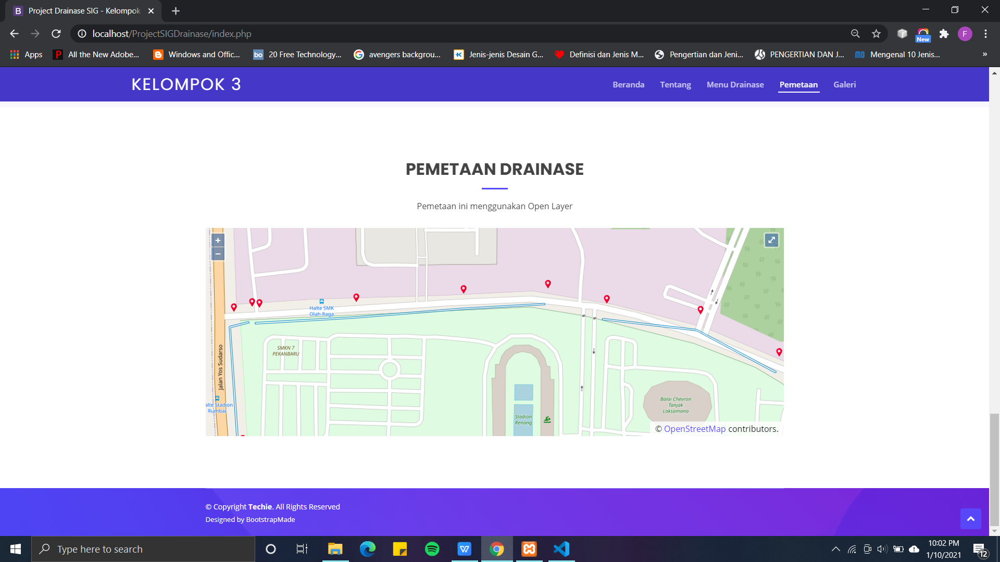 Project Drainase SIG - Kelompok
localhost/ProjectSIGDrainase/index.php
New
F
Apps
All the New Adobe...
Windows and Offic...
20 Free Technology...
avengers backgrou...
Jenis-jenis Desain G...
Definisi dan Jenis M...
Pengertian dan Jeni...
PENGERTIAN DAN J...
Mengenal 10 Jenis...
»
KELOMPOK 3
Beranda
Tentang
Menu Drainase
Pemetaan
Galeri
PEMETAAN DRAINASE
Pemetaan ini menggunakan Open Layer
+
−
Halte SMK
Olah Raga
SMKN 7
PEKANBARU
Jalan Yos Sudarso
alte Stadion
Rumbai
Stadion
Renang
Balai Chevron
Tanjak
Laksamana
© OpenStreetMap contributors.
© Copyright Techie. All Rights Reserved
Designed by BootstrapMade
Type here to search
10:02 PM
1/10/2021
12